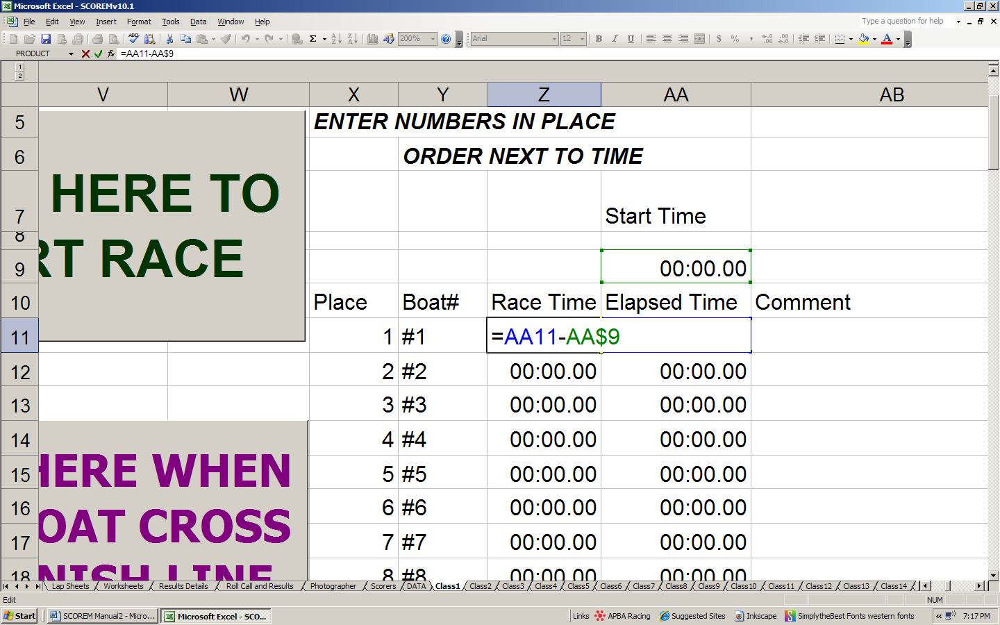 Microsoft Excel - SCOREMv10.1
File Edit View Insert Format Tools Data Window Help Type a question for help
200% Arial 12 B I U $ %
PRODUCT fx =AA11-AA$9
1
2
V W X Y Z AA AB
5 ENTER NUMBERS IN PLACE
6 ORDER NEXT TO TIME
HERE TO
7 Start Time
8
RT RACE
9 00:00.00
10 Place Boat# Race Time Elapsed Time Comment
11 1 #1 =AA11-AA$9
12 2 #2 00:00.00 00:00.00
13 3 #3 00:00.00 00:00.00
14 4 #4 00:00.00 00:00.00
HERE WHEN
15 5 #5 00:00.00 00:00.00
16 6 #6 00:00.00 00:00.00
OAT CROSS
17 7 #7 00:00.00 00:00.00
18 8 #8 00:00.00 00:00.00
NISH LINE
Lap Sheets Worksheets Results Details Roll Call and Results Photographer Scorers DATA Class1 Class2 Class3 Class4 Class5 Class6 Class7 Class8 Class9 Class10 Class11 Class12 Class13 Class14
Edit NUM
Start SCOREM Manual2 - Micro... Microsoft Excel - SCO... Links APBA Racing Suggested Sites Inkscape SimplytheBest Fonts western fonts « 7:17 PM